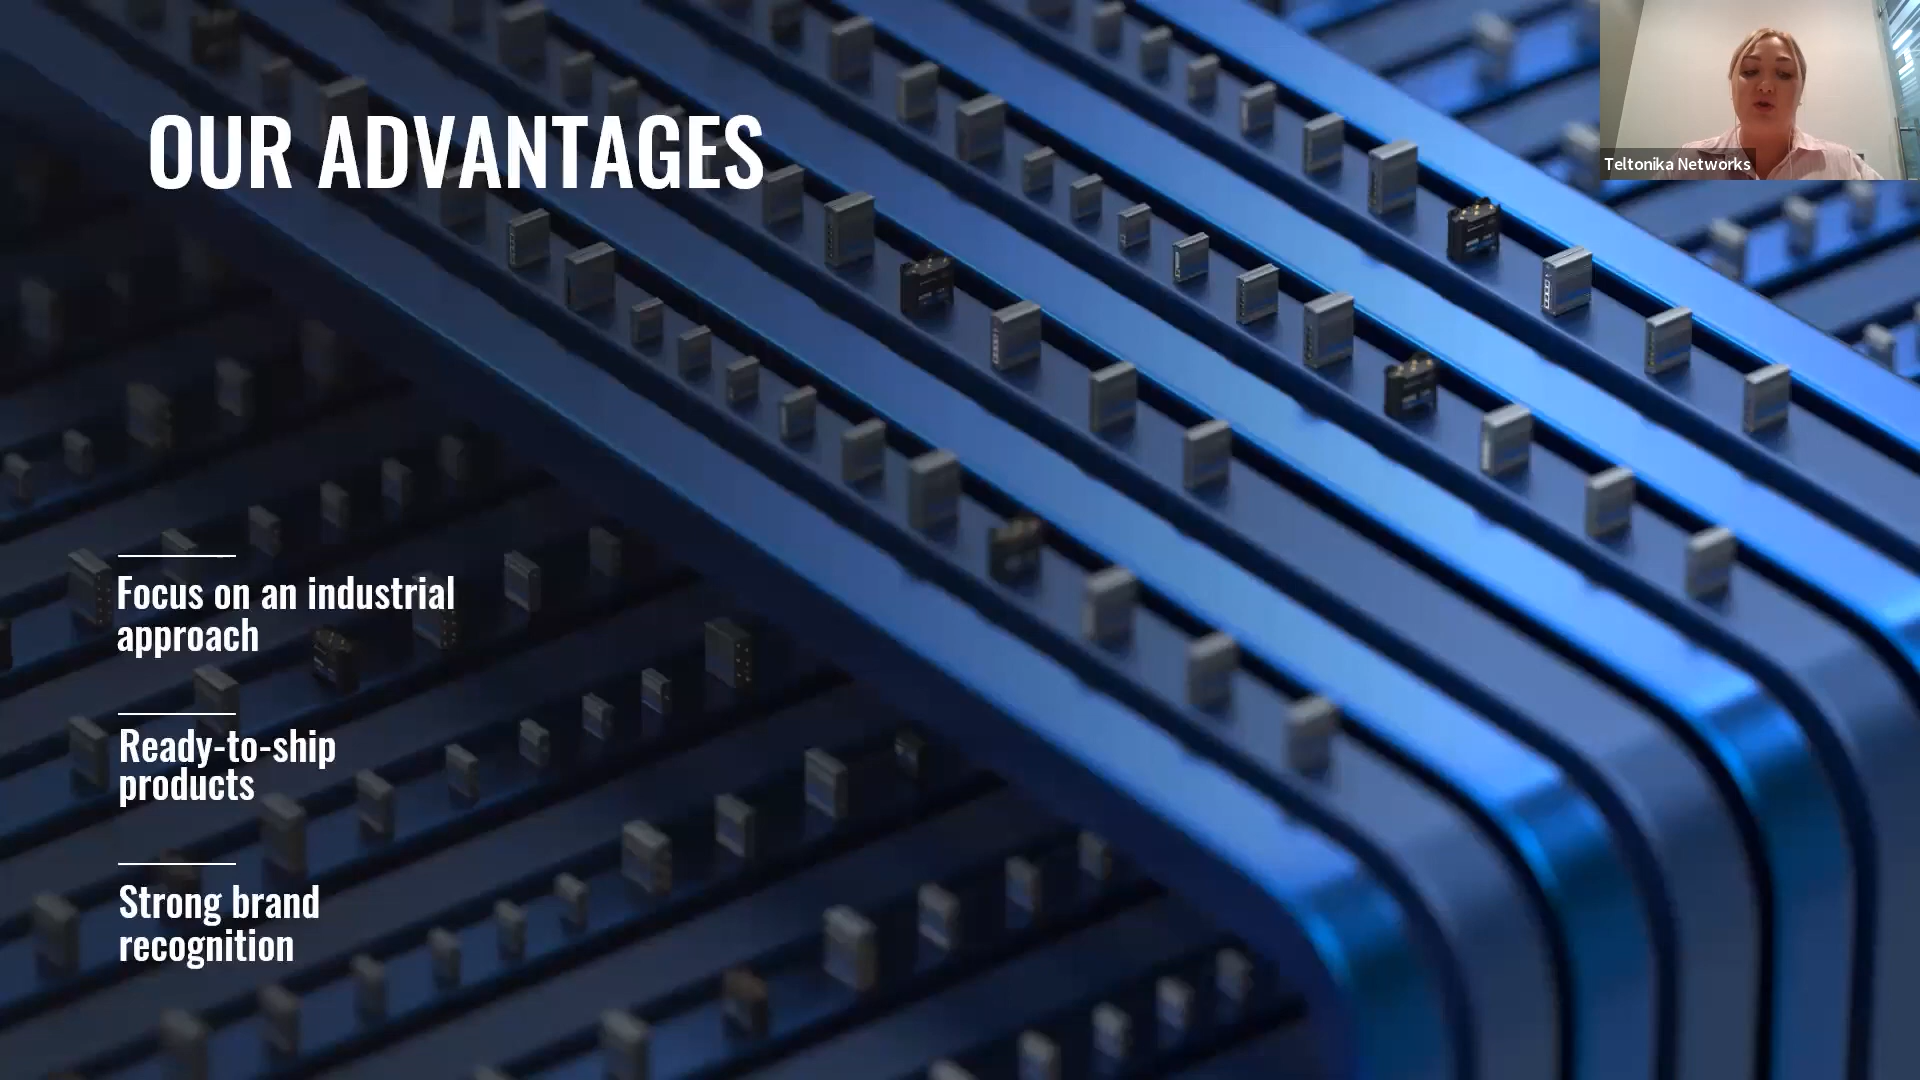 OUR ADVANTAGES
Teltonika Networks
Focus on an industrial
approach
Ready-to-ship
products
Strong brand
recognition